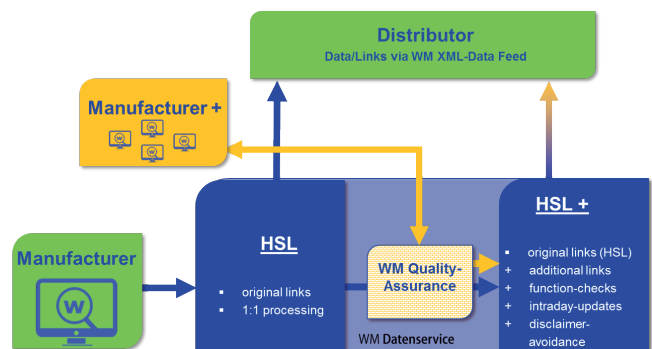 Distributor
Data/Links via WM XML-Data Feed
Manufacturer +
W
W
W
W
HSL +
HSL
Manufacturer
W
▪ original links
▪ 1:1 processing
WM Quality-
Assurance
▪ original links (HSL)
+ additional links
+ function-checks
+ intraday-updates
+ disclaimer-
avoidance
WM Datenservice